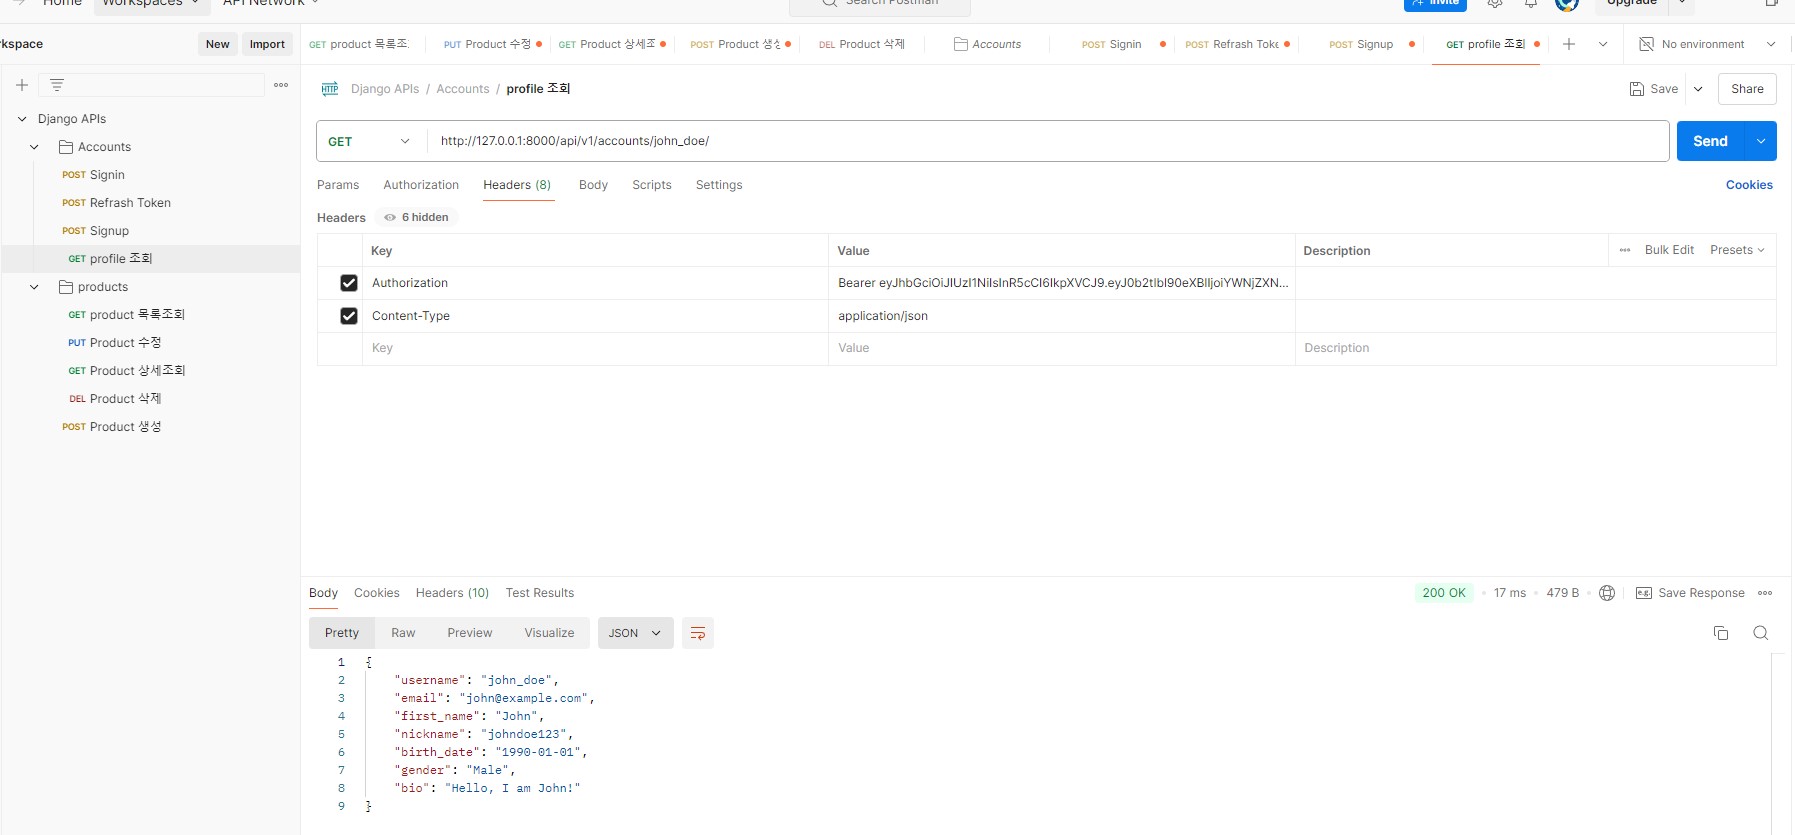 Home Workspaces API Network Search Postman Invite Upgrade
kspace New Import
GET product 목록조 PUT Product 수정 GET Product 상세조 POST Product 생성 DEL Product 삭제 Accounts POST Signin POST Refrash Toke POST Signup GET profile 조회 No environment
Django APIs / Accounts / profile 조회 Save Share
Django APIs
Accounts
POST Signin
POST Refrash Token
POST Signup
GET profile 조회
products
GET product 목록조회
PUT Product 수정
GET Product 상세조회
DEL Product 삭제
POST Product 생성
GET http://127.0.0.1:8000/api/v1/accounts/john_doe/ Send
Params Authorization Headers (8) Body Scripts Settings Cookies
Headers 6 hidden
Key Value Description Bulk Edit Presets
Authorization Bearer eyJhbGciOiJIUzI1NiIsInR5cCI6IkpXVCJ9.eyJ0b2tlbl90eXBlIjoiYWNjZXN...
Content-Type application/json
Key Value Description
Body Cookies Headers (10) Test Results 200 OK 17 ms 479 B e.g. Save Response
Pretty Raw Preview Visualize JSON
1 {
2 "username": "john_doe",
3 "email": "john@example.com",
4 "first_name": "John",
5 "nickname": "johndoe123",
6 "birth_date": "1990-01-01",
7 "gender": "Male",
8 "bio": "Hello, I am John!"
9 }